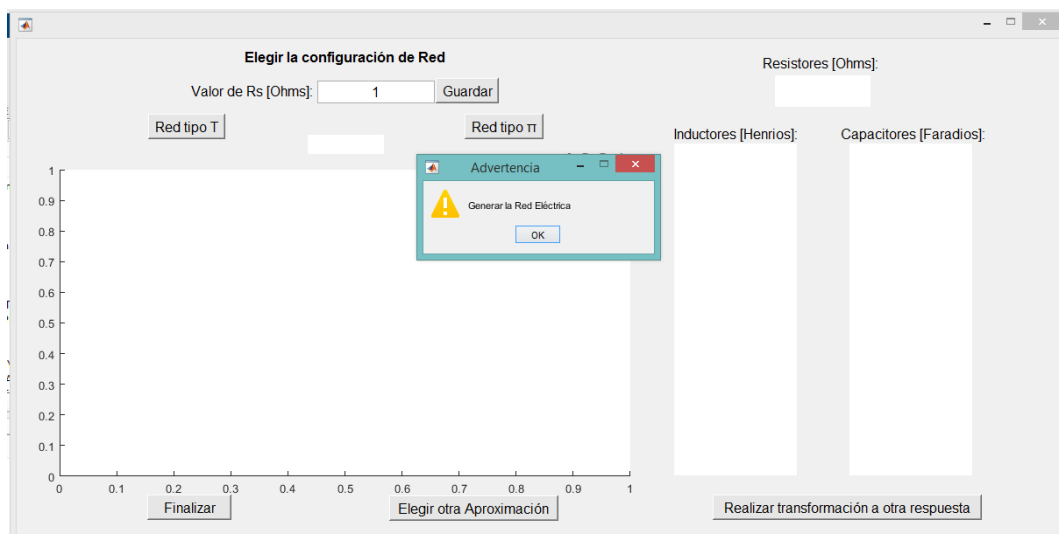 Elegir la configuración de Red
Valor de Rs [Ohms]: 1 Guardar
Red tipo T Red tipo π
Resistores [Ohms]:
Inductores [Henrios]: Capacitores [Faradios]:
Advertencia
Generar la Red Eléctrica
OK
1
0.9
0.8
0.7
0.6
0.5
0.4
0.3
0.2
0.1
0
0 0.1 0.2 0.3 0.4 0.5 0.6 0.7 0.8 0.9 1
Finalizar Elegir otra Aproximación Realizar transformación a otra respuesta